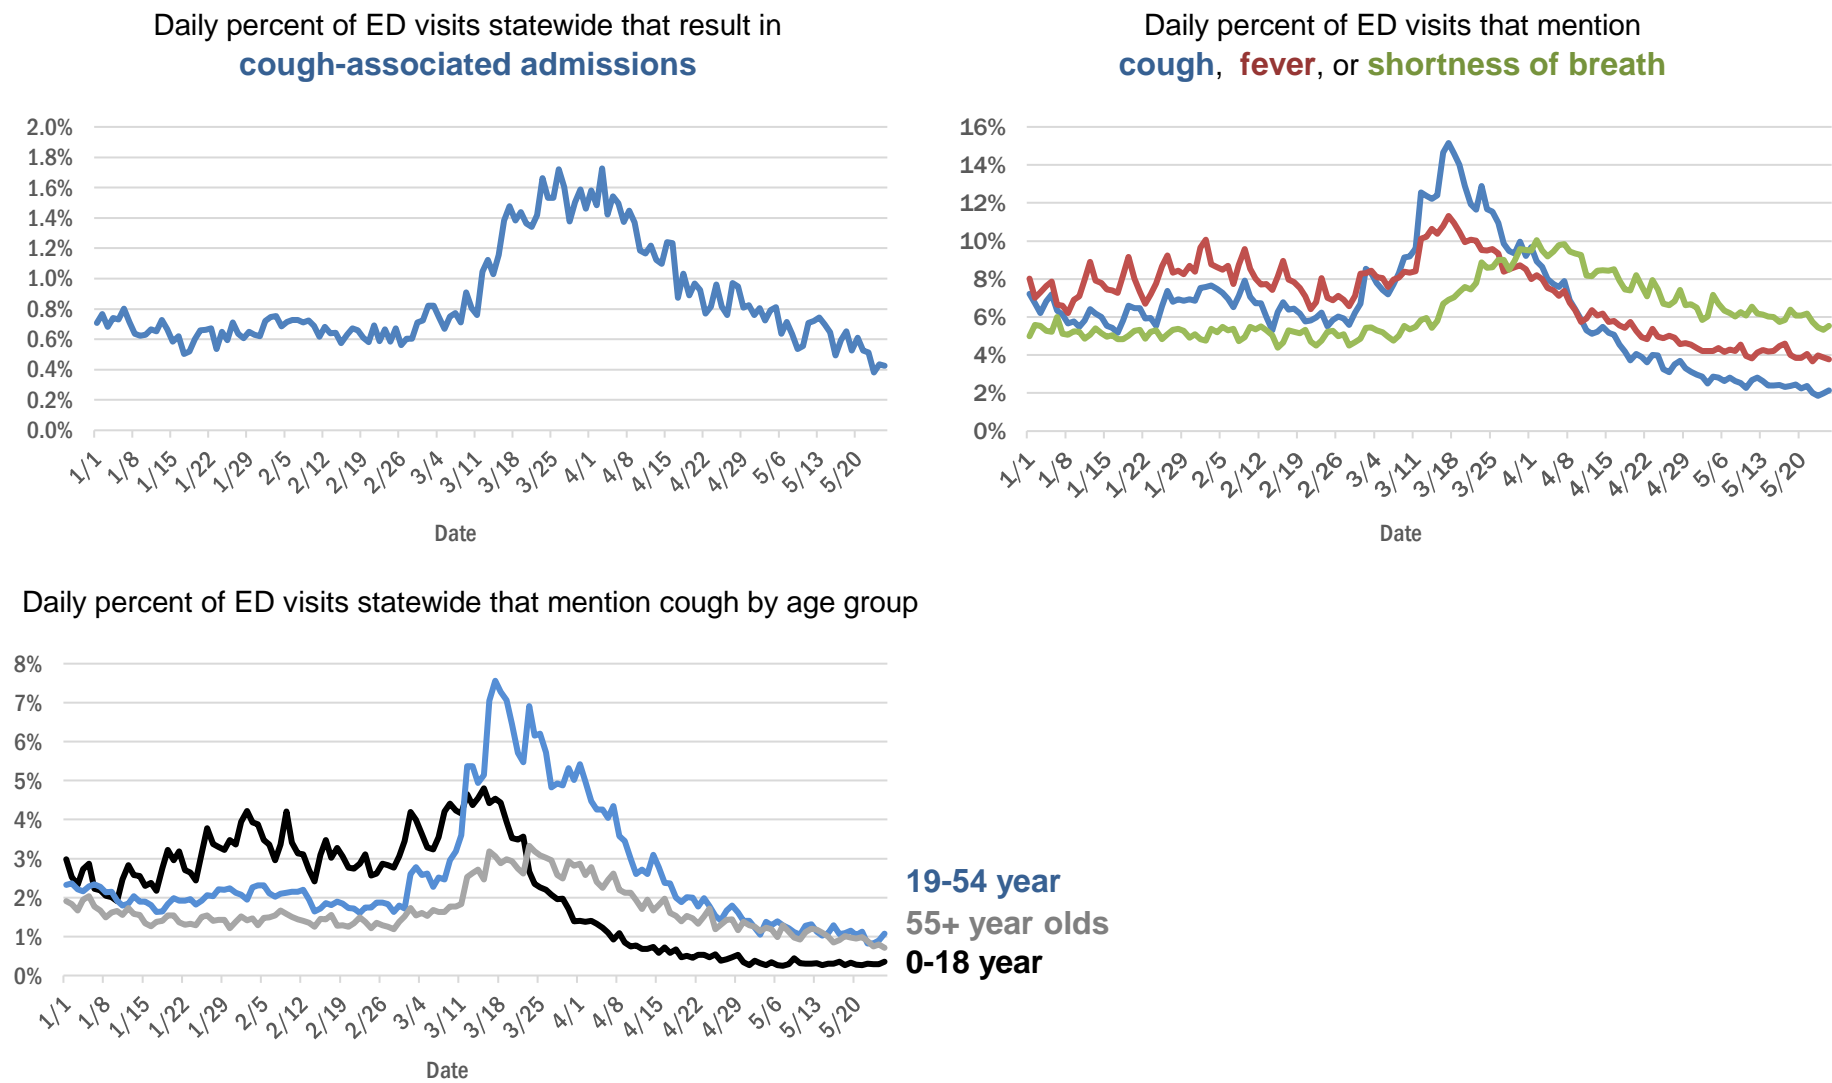 Daily percent of ED visits statewide that result in
cough-associated admissions
2.0%
1.8%
1.6%
1.4%
1.2%
1.0%
0.8%
0.6%
0.4%
0.2%
0.0%
1/1 1/8 1/15 1/22 1/29 2/5 2/12 2/19 2/26 3/4 3/11 3/18 3/25 4/1 4/8 4/15 4/22 4/29 5/6 5/13 5/20
Date
Daily percent of ED visits that mention
cough, fever, or shortness of breath
16%
14%
12%
10%
8%
6%
4%
2%
0%
1/1 1/8 1/15 1/22 1/29 2/5 2/12 2/19 2/26 3/4 3/11 3/18 3/25 4/1 4/8 4/15 4/22 4/29 5/6 5/13 5/20
Date
Daily percent of ED visits statewide that mention cough by age group
8%
7%
6%
5%
4%
3%
2%
1%
0%
1/1 1/8 1/15 1/22 1/29 2/5 2/12 2/19 2/26 3/4 3/11 3/18 3/25 4/1 4/8 4/15 4/22 4/29 5/6 5/13 5/20
Date
19-54 year
55+ year olds
0-18 year